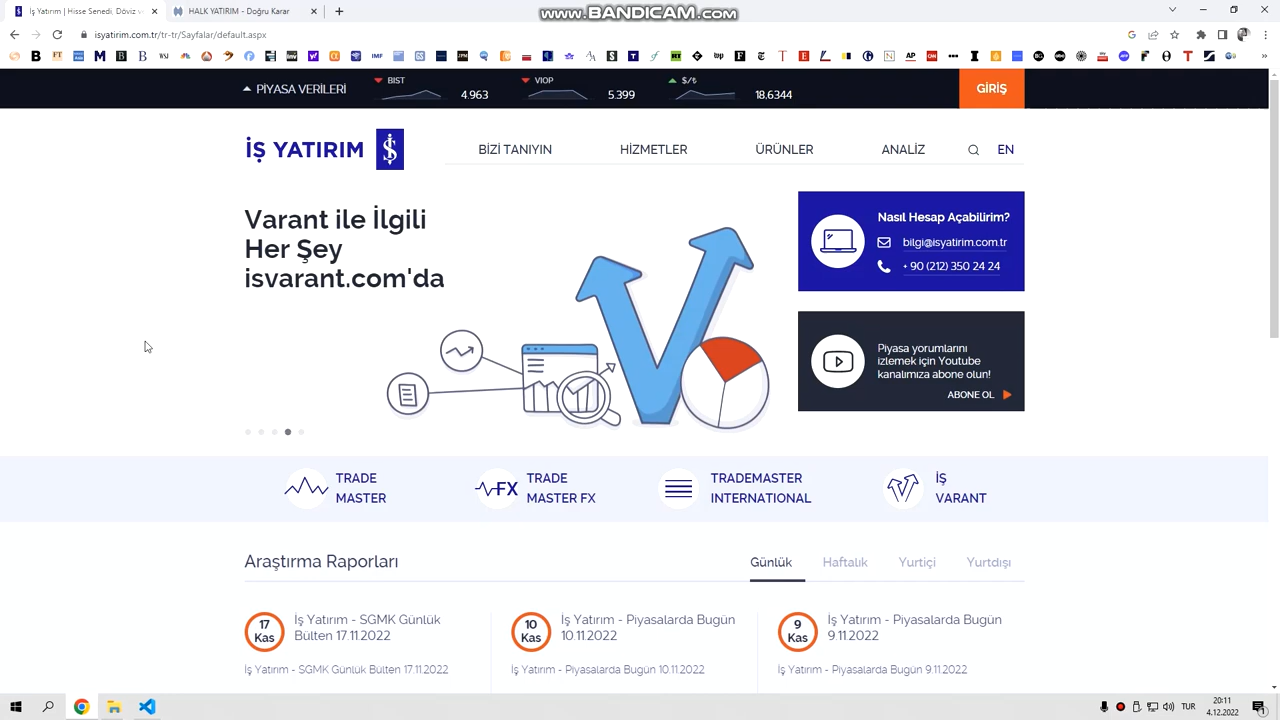 www.BANDICAM.com
İş Yatırım | Hisse Senedi, Döviz v
HALK YATIRIM - Doğru Karar
isyatirim.com.tr/tr-tr/Sayfalar/default.aspx
PİYASA VERİLERİ
BIST
4.963
VIOP
5.399
$/₺
18.6344
GİRİŞ
İŞ YATIRIM
BİZİ TANIYIN
HİZMETLER
ÜRÜNLER
ANALİZ
EN
Varant ile İlgili
Her Şey
isvarant.com'da
Nasıl Hesap Açabilirim?
bilgi@isyatirim.com.tr
+ 90 (212) 350 24 24
Piyasa yorumlarını
izlemek için Youtube
kanalımıza abone olun!
ABONE OL
TRADE
MASTER
FX
TRADE
MASTER FX
TRADEMASTER
INTERNATIONAL
İŞ
VARANT
Araştırma Raporları
Günlük
Haftalık
Yurtiçi
Yurtdışı
17
Kas
İş Yatırım - SGMK Günlük
Bülten 17.11.2022
İş Yatırım - SGMK Günlük Bülten 17.11.2022
10
Kas
İş Yatırım - Piyasalarda Bugün
10.11.2022
İş Yatırım - Piyasalarda Bugün 10.11.2022
9
Kas
İş Yatırım - Piyasalarda Bugün
9.11.2022
İş Yatırım - Piyasalarda Bugün 9.11.2022
TUR
20:11
4.12.2022